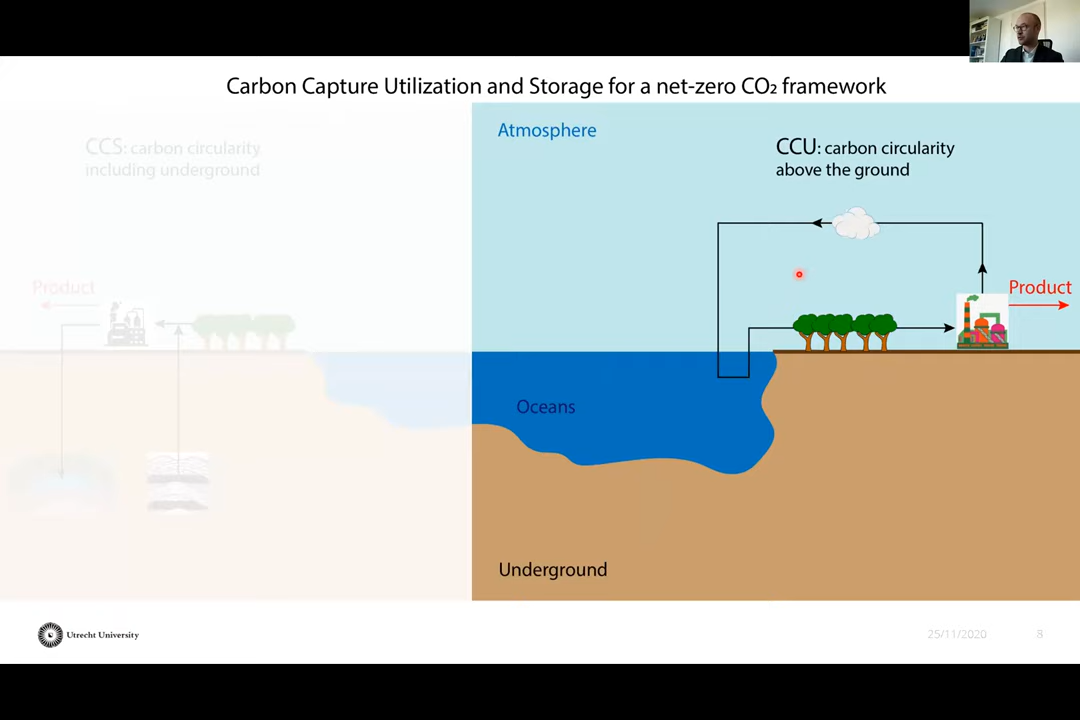 Carbon Capture Utilization and Storage for a net-zero CO₂ framework
CCS: carbon circularity
including underground
Product
Atmosphere
CCU: carbon circularity
above the ground
Product
Oceans
Underground
Utrecht University
25/11/2020
8